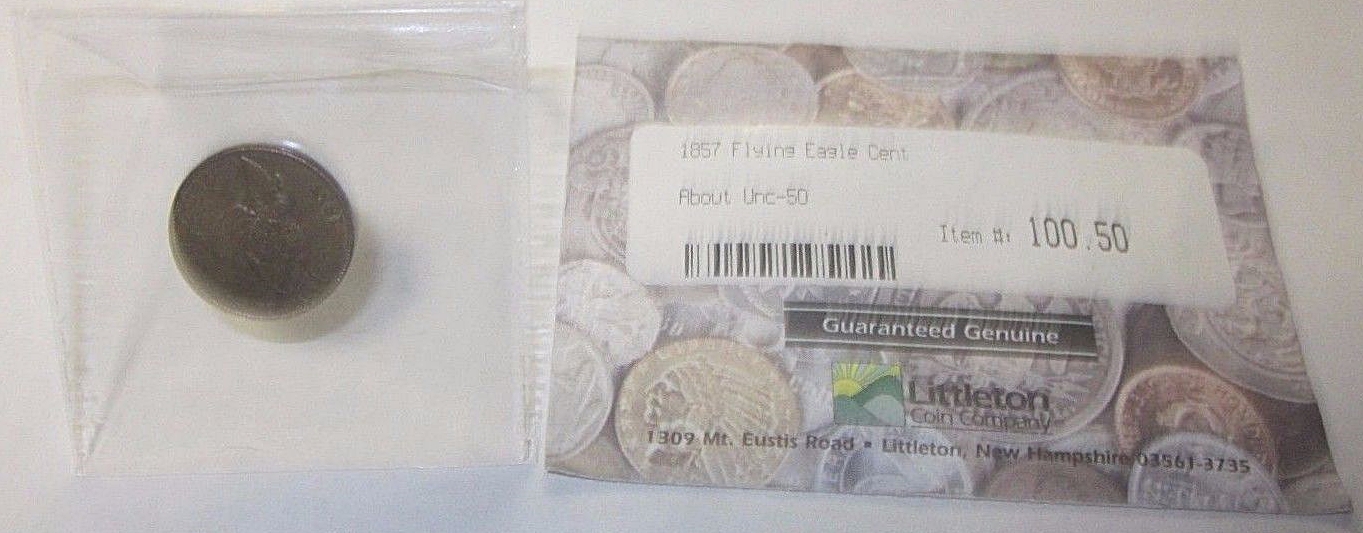 1857 Flying Eagle Cent
About Unc-50
Item #: 100.50
Guaranteed Genuine
Littleton
Coin Company
1309 Mt. Eustis Road ▪ Littleton, New Hampshire 03561-3735